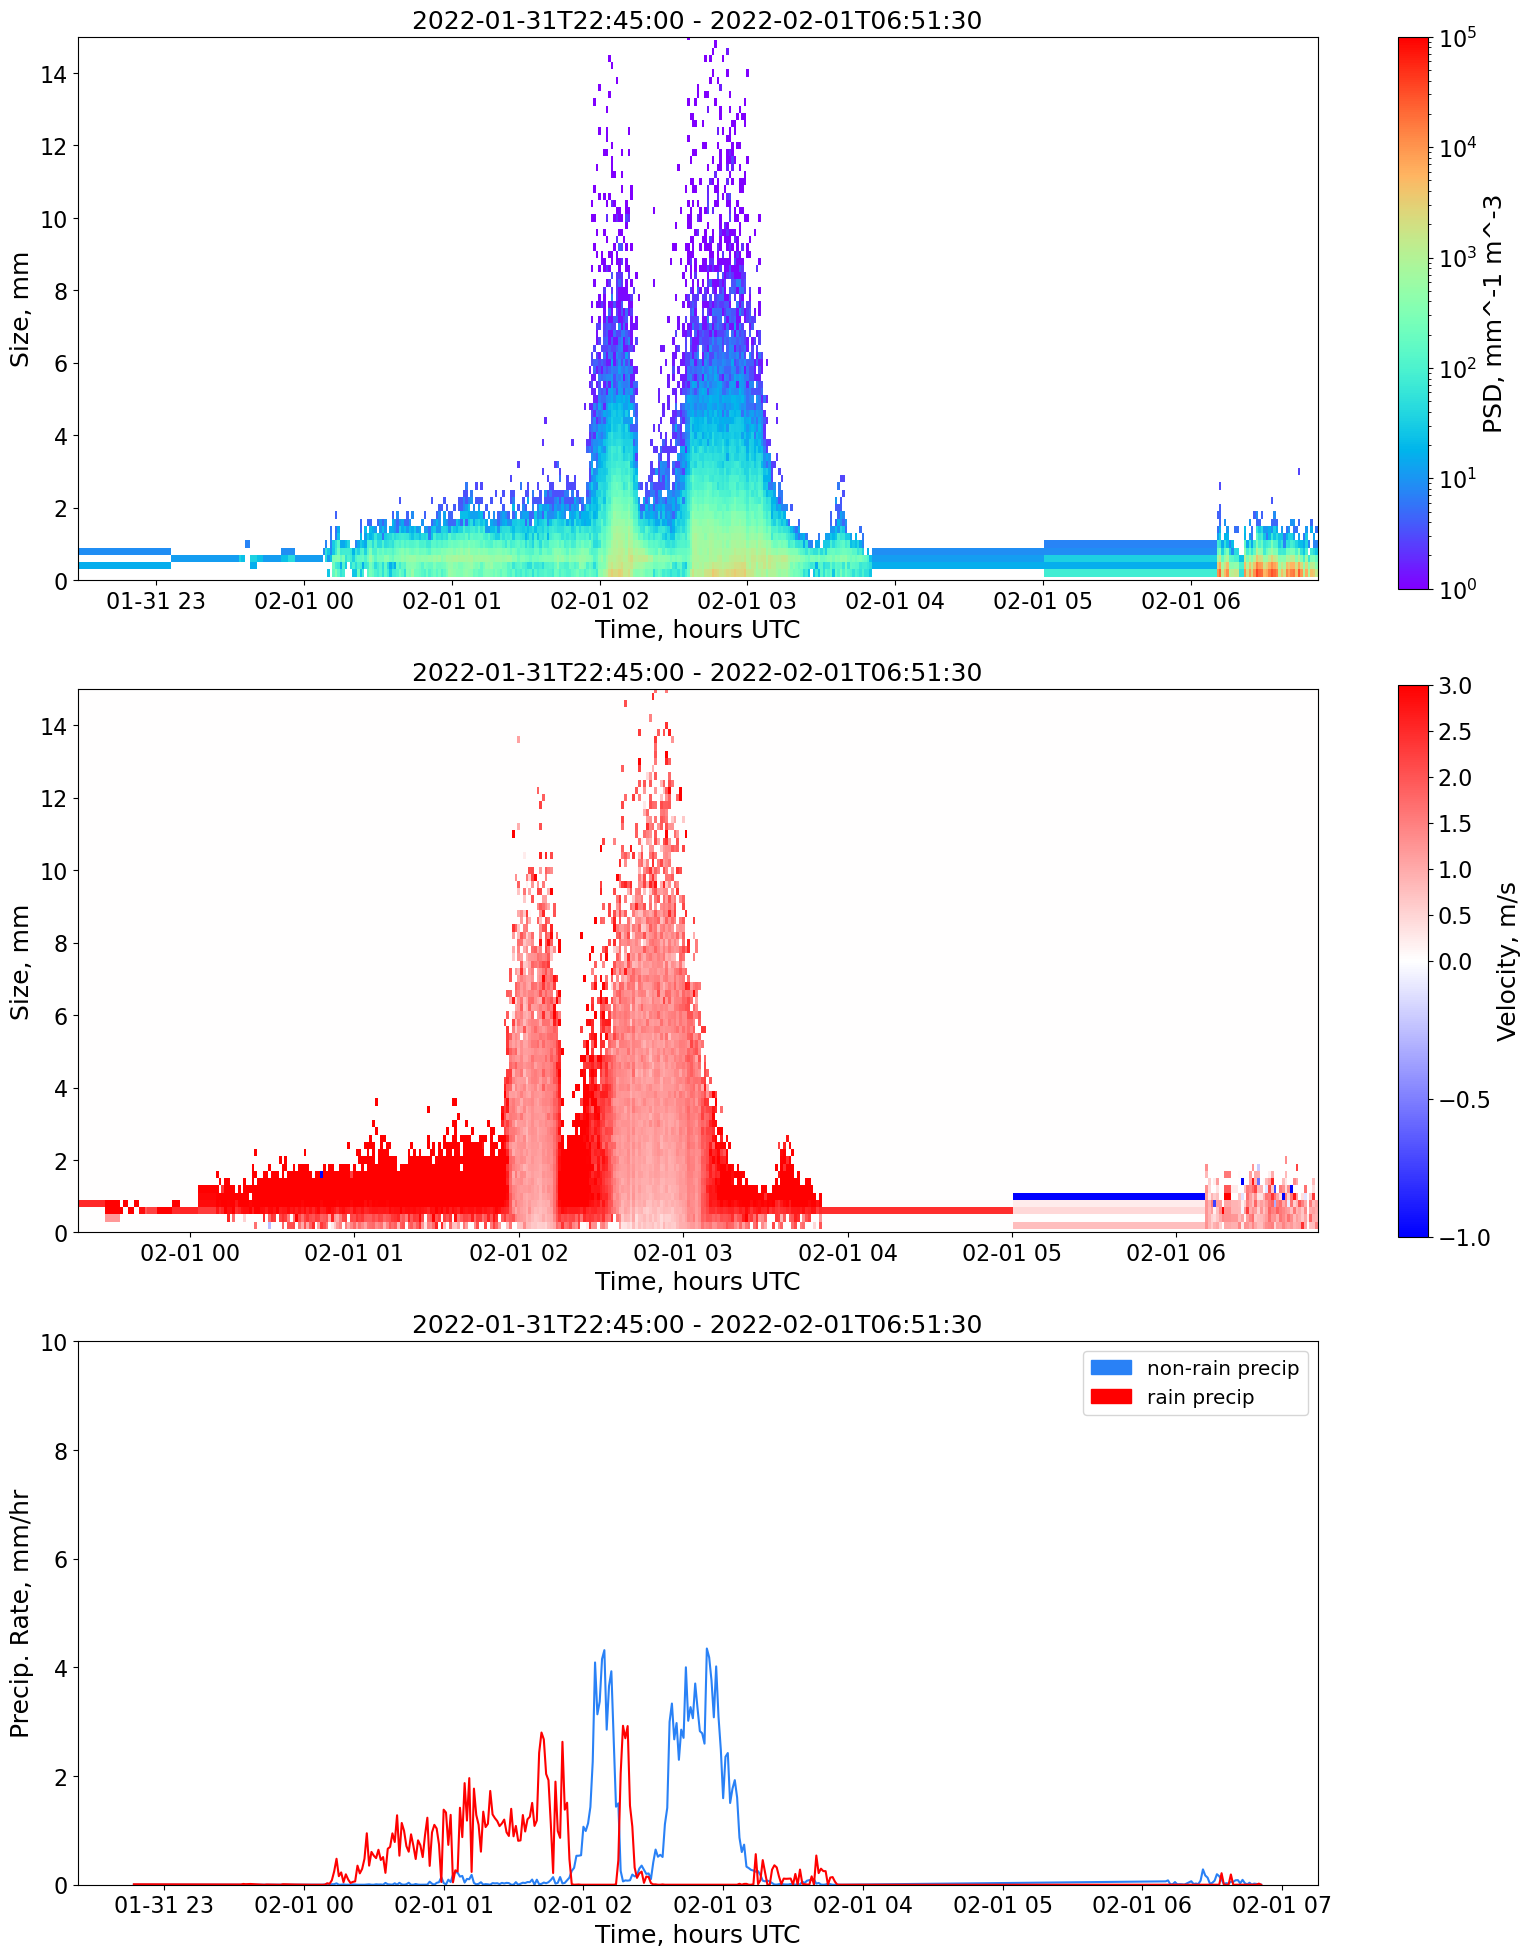 2022-01-31T22:45:00 - 2022-02-01T06:51:30
14
12
10
8
6
4
2
0
Size, mm
01-31 23 02-01 00 02-01 01 02-01 02 02-01 03 02-01 04 02-01 05 02-01 06
Time, hours UTC
10^5
10^4
10^3
10^2
10^1
10^0
PSD, mm^-1 m^-3
2022-01-31T22:45:00 - 2022-02-01T06:51:30
14
12
10
8
6
4
2
0
Size, mm
02-01 00 02-01 01 02-01 02 02-01 03 02-01 04 02-01 05 02-01 06
Time, hours UTC
3.0
2.5
2.0
1.5
1.0
0.5
0.0
−0.5
−1.0
Velocity, m/s
2022-01-31T22:45:00 - 2022-02-01T06:51:30
10
8
6
4
2
0
Precip. Rate, mm/hr
non-rain precip
rain precip
01-31 23 02-01 00 02-01 01 02-01 02 02-01 03 02-01 04 02-01 05 02-01 06 02-01 07
Time, hours UTC